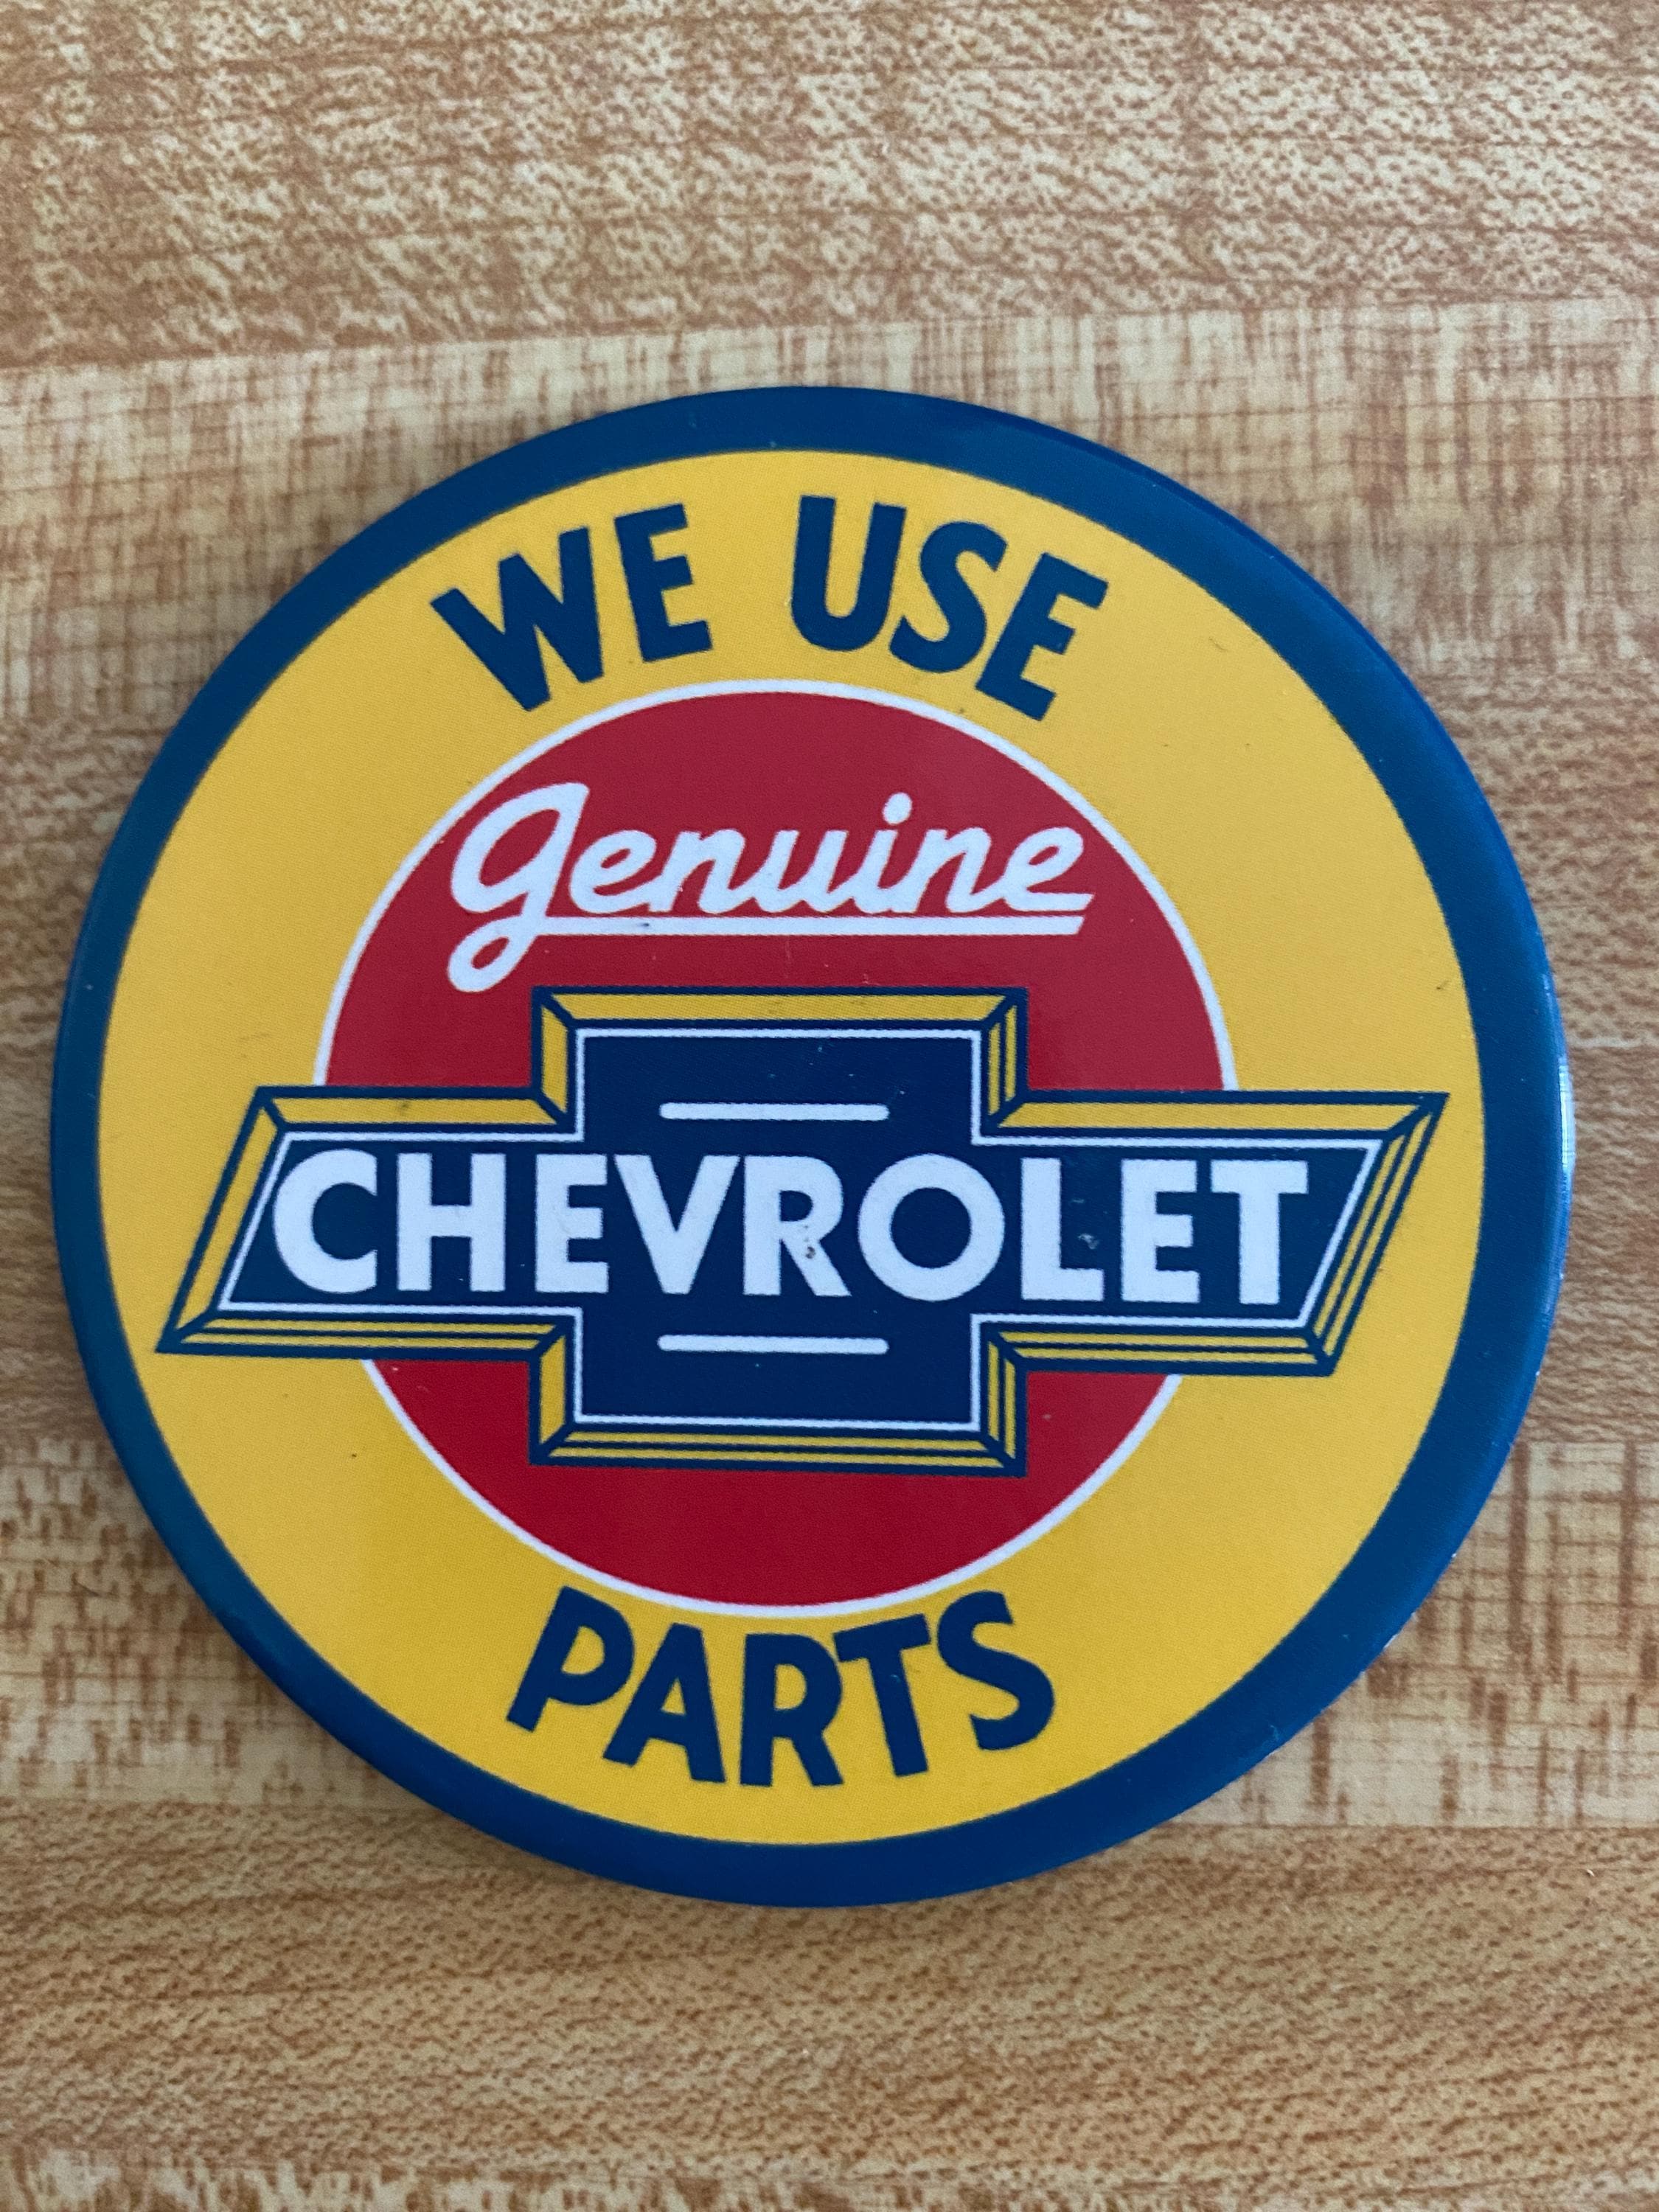 WE USE
Genuine
CHEVROLET
PARTS